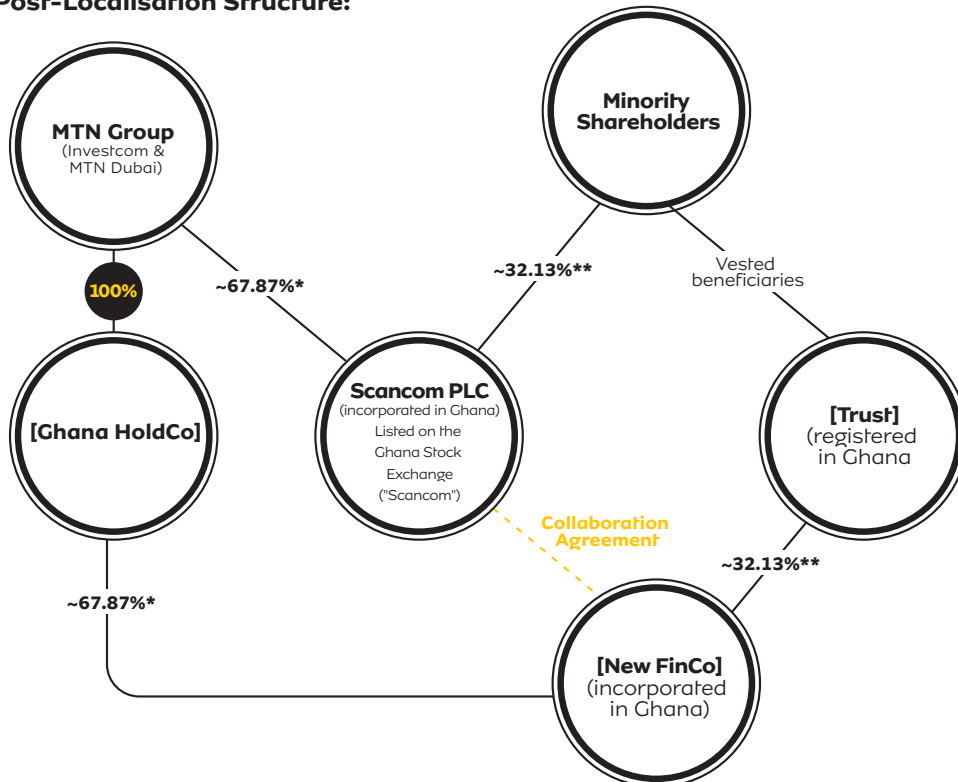 Post-Localisation Structure:
MTN Group
(Investcom &
MTN Dubai)
Minority
Shareholders
100%
~67.87%*
~32.13%**
Vested
beneficiaries
[Ghana HoldCo]
Scancom PLC
(incorporated in Ghana)
Listed on the
Ghana Stock
Exchange
("Scancom")
[Trust]
(registered
in Ghana
Collaboration
Agreement
~32.13%**
~67.87%*
[New FinCo]
(incorporated
in Ghana)